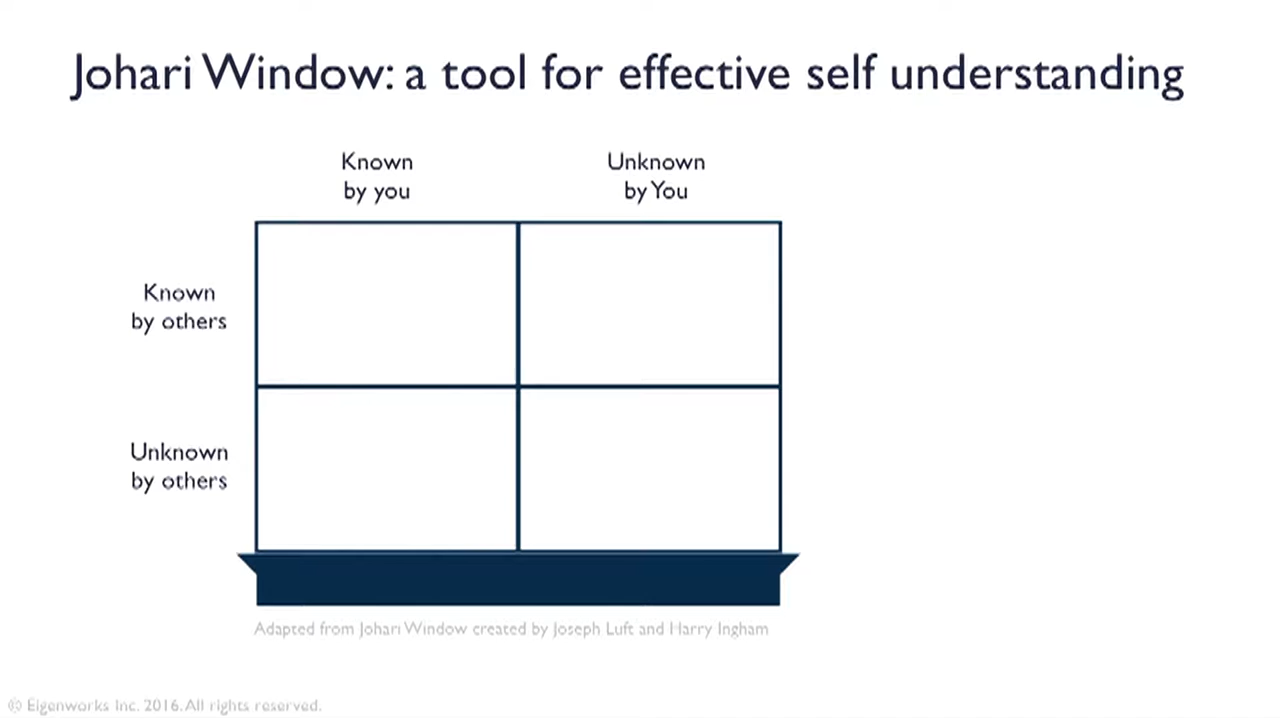 Johari Window: a tool for effective self understanding
Known
by you
Unknown
by You
Known
by others
Unknown
by others
Adapted from Johari Window created by Joseph Luft and Harry Ingham
© Eigenworks Inc. 2016. All rights reserved.